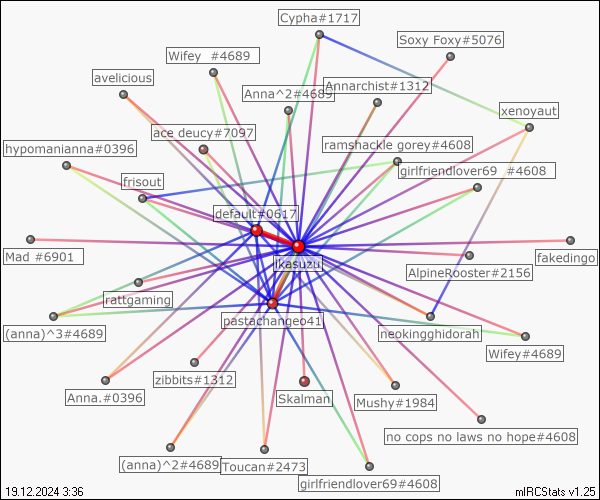 Cypha#1717
Soxy Foxy#5076
Wifey  #4689
avelicious
Anna^2#4689
Annarchist#1312
xenoyaut
ace deucy#7097
hypomanianna#0396
ramshackle gorey#4608
girlfriendlover69  #4608
frisout
default#0617
Mad #6901
ikasuzu
fakedingo
AlpineRooster#2156
rattgaming
(anna)^3#4689
pastachangeo41
neokingghidorah
Wifey#4689
zibbits#1312
Anna.#0396
Skalman
Mushy#1984
no cops no laws no hope#4608
(anna)^2#4689
Toucan#2473
girlfriendlover69#4608
19.12.2024 3:36
mIRCStats v1.25